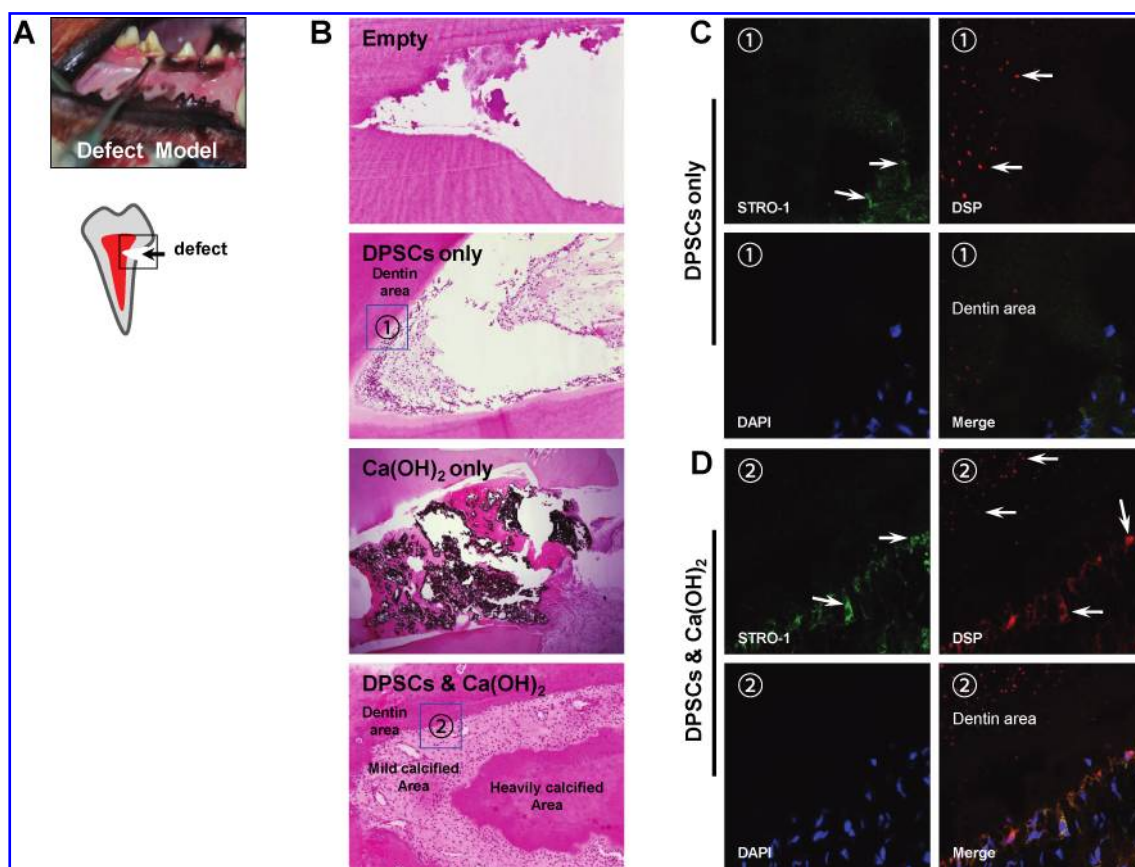 A
Defect Model
defect
B
Empty
DPSCs only
Dentin
area
①
Ca(OH)₂ only
DPSCs & Ca(OH)₂
Dentin
area
②
Mild calcified
Area
Heavily calcified
Area
C
DPSCs only
①
STRO-1
①
DSP
①
DAPI
①
Dentin area
Merge
D
DPSCs & Ca(OH)₂
②
STRO-1
②
DSP
②
DAPI
②
Dentin area
Merge